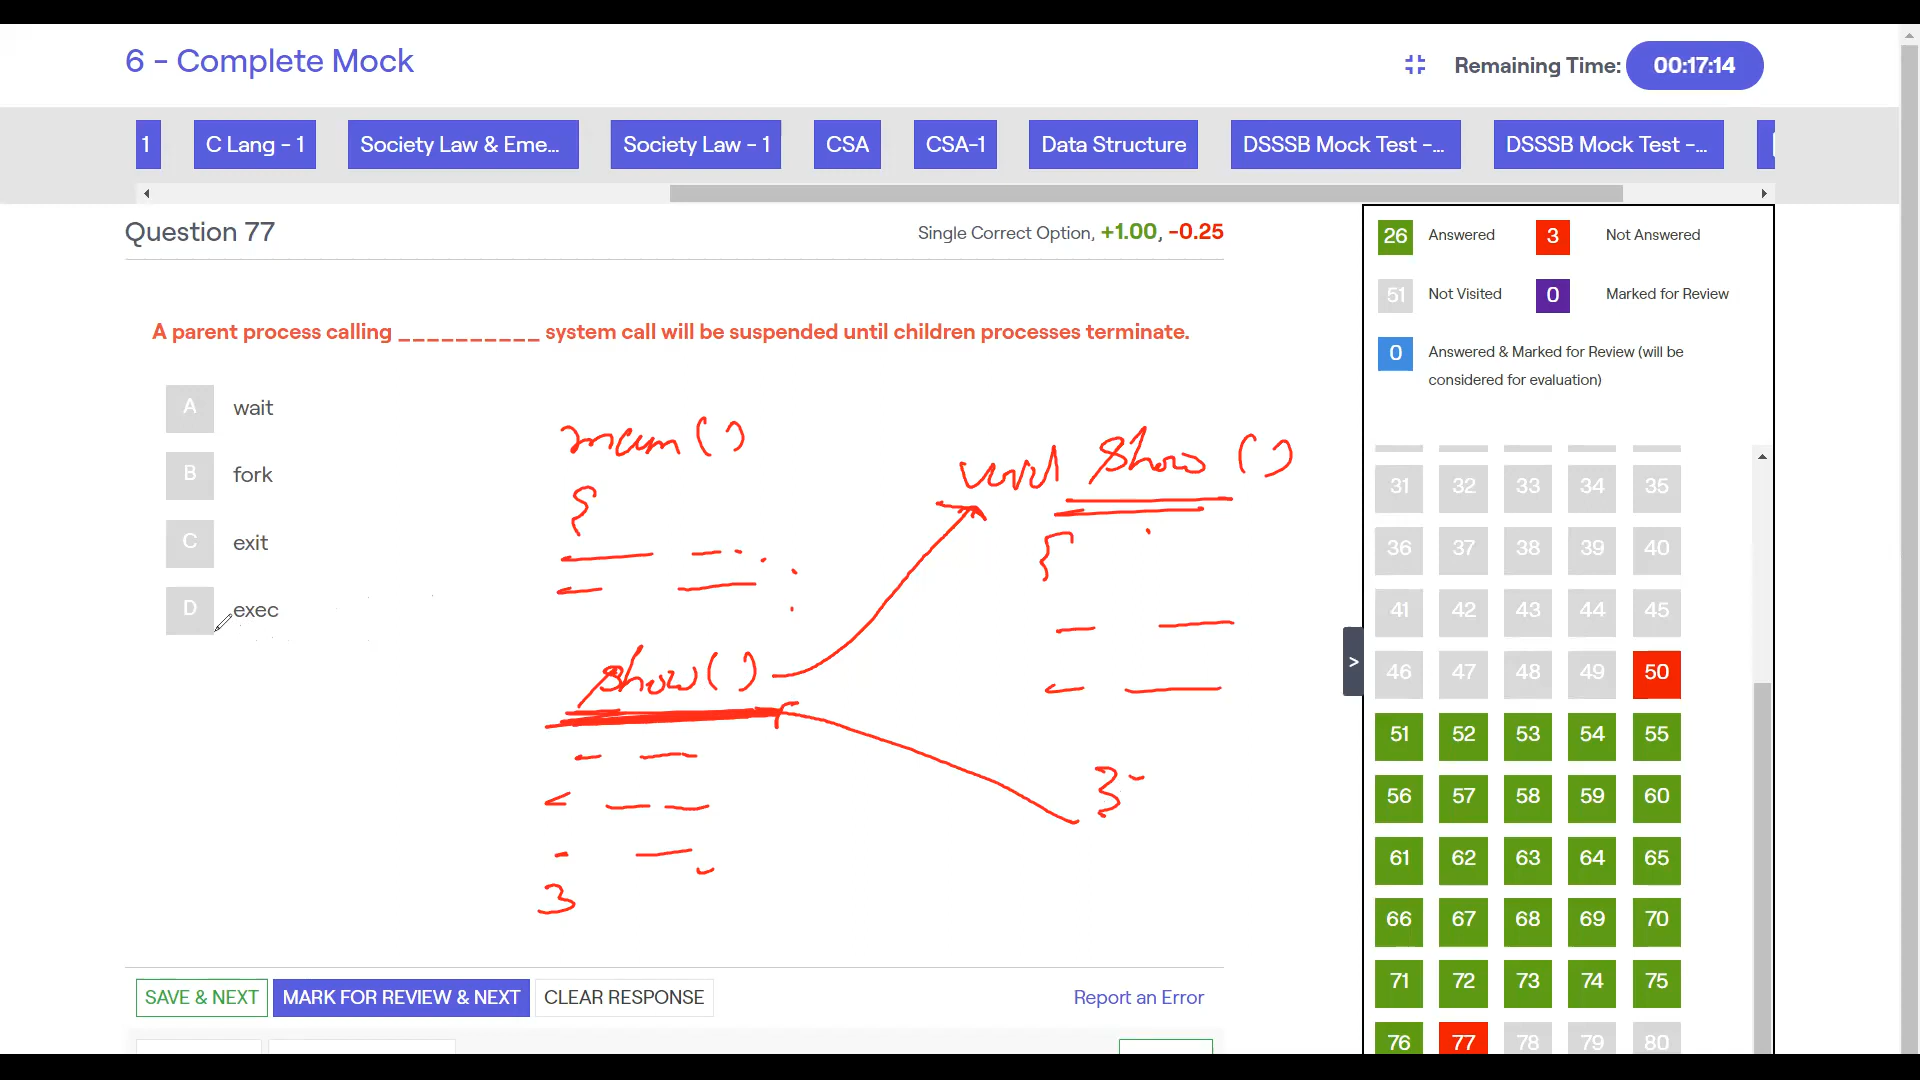 6 - Complete Mock
Remaining Time: 00:17:14
1 C Lang - 1 Society Law & Eme... Society Law - 1 CSA CSA-1 Data Structure DSSSB Mock Test -... DSSSB Mock Test -...
Question 77
Single Correct Option, +1.00, -0.25
A parent process calling __________ system call will be suspended until children processes terminate.
A wait
B fork
C exit
D exec
main()
{
show()
}
void show()
{
}
SAVE & NEXT MARK FOR REVIEW & NEXT CLEAR RESPONSE Report an Error
26 Answered 3 Not Answered
51 Not Visited 0 Marked for Review
0 Answered & Marked for Review (will be
considered for evaluation)
>
31 32 33 34 35
36 37 38 39 40
41 42 43 44 45
46 47 48 49 50
51 52 53 54 55
56 57 58 59 60
61 62 63 64 65
66 67 68 69 70
71 72 73 74 75
76 77 78 79 80